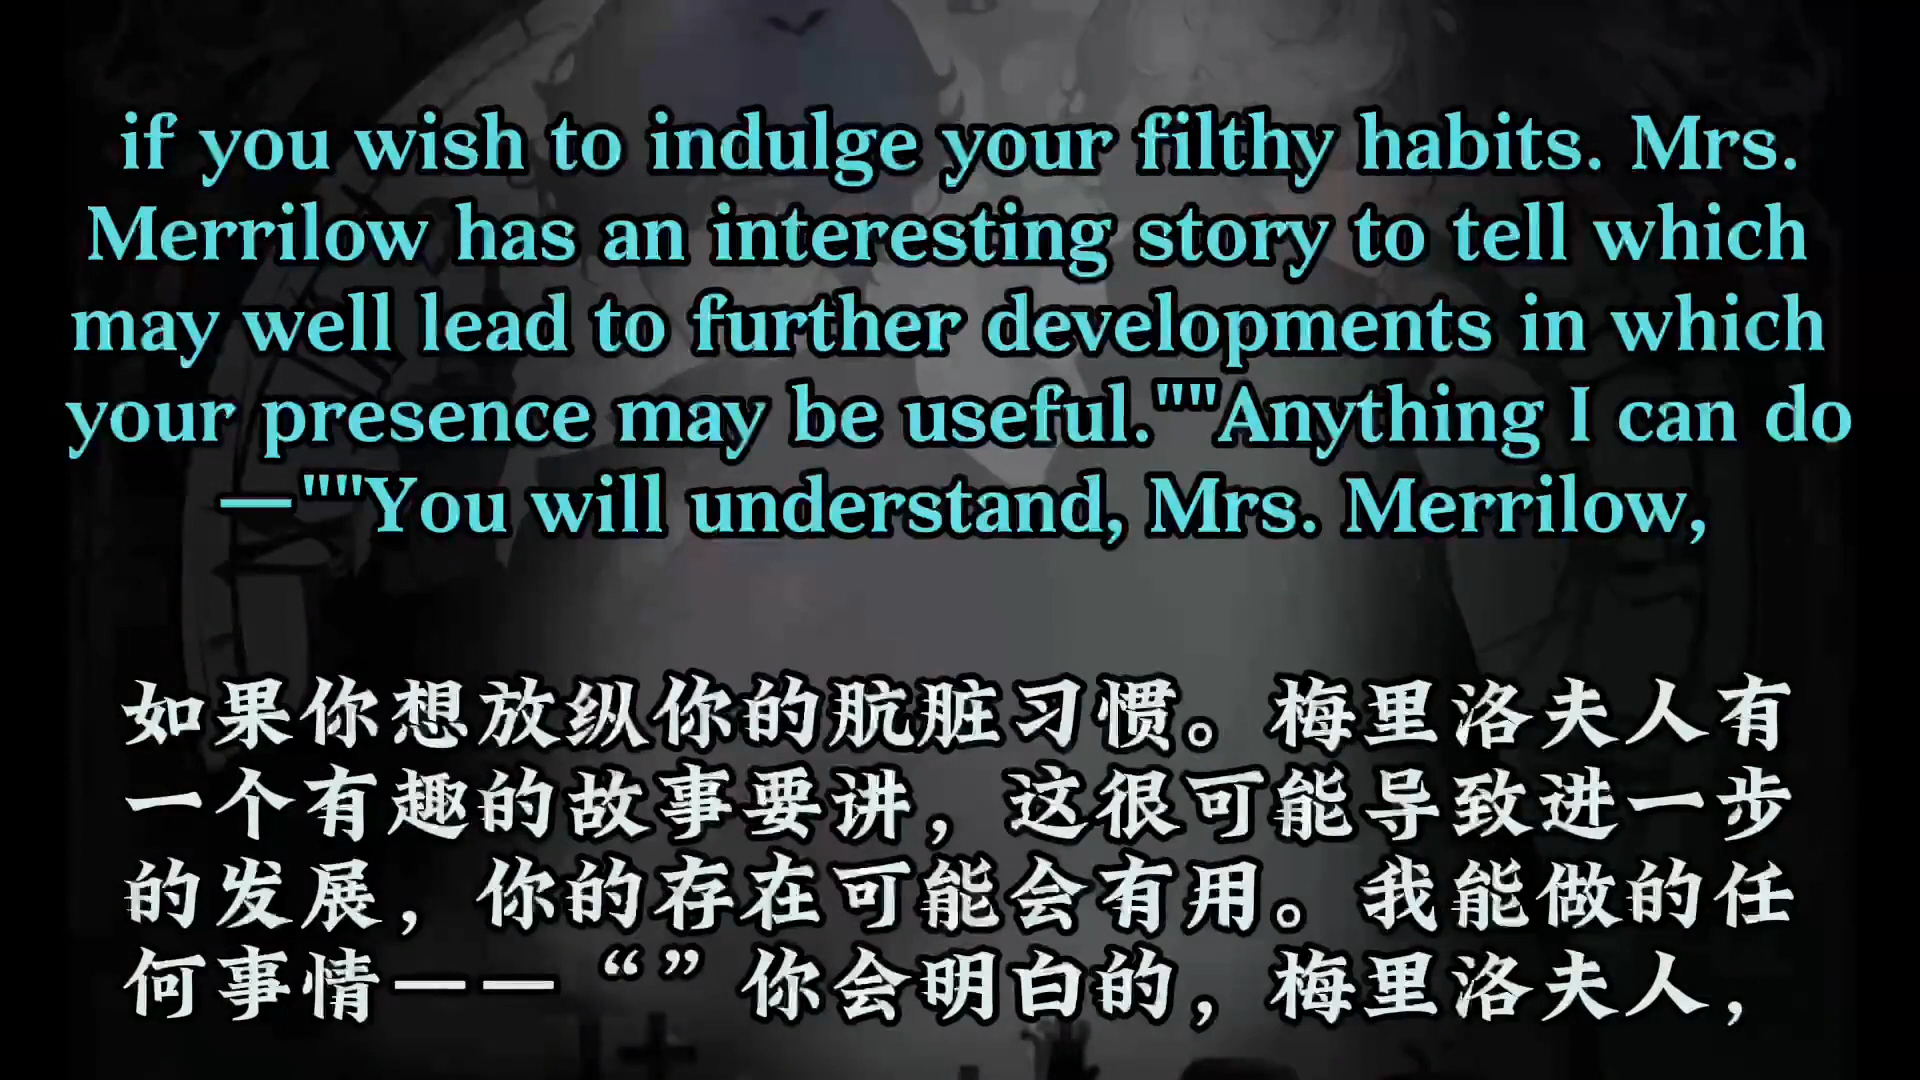 if you wish to indulge your filthy habits. Mrs.
Merrilow has an interesting story to tell which
may well lead to further developments in which
your presence may be useful.""Anything I can do
—""You will understand, Mrs. Merrilow,
如果你想放纵你的肮脏习惯。梅里洛夫人有
一个有趣的故事要讲，这很可能导致进一步
的发展，你的存在可能会有用。我能做的任
何事情——“”你会明白的，梅里洛夫人，